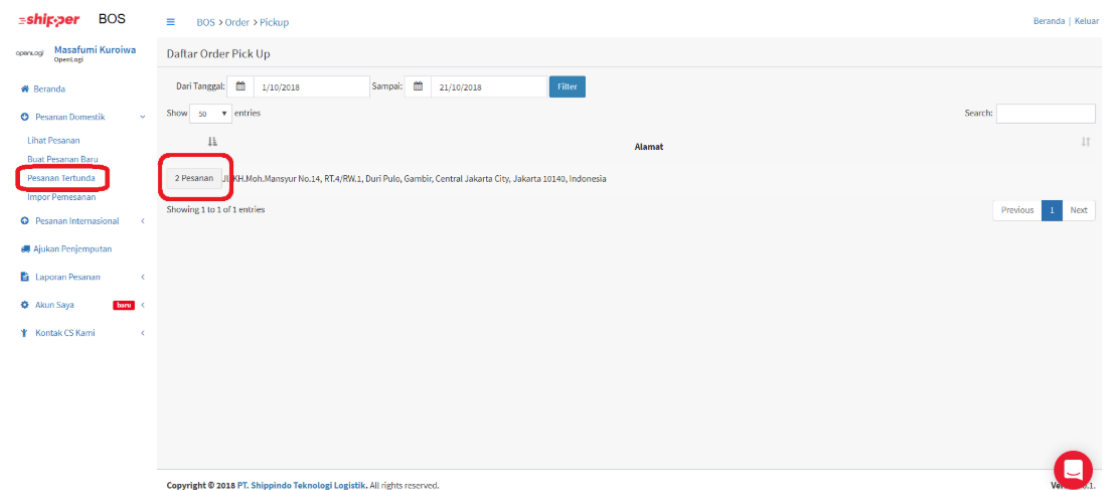 shipper BOS
BOS > Order > Pickup
Beranda | Keluar
openLogi Masafumi Kuroiwa
OpenLogi
Daftar Order Pick Up
Dari Tanggal: 1/10/2018 Sampai: 21/10/2018 Filter
Beranda
Pesanan Domestik
Show 50 entries
Search:
Lihat Pesanan
Alamat
Buat Pesanan Baru
Pesanan Tertunda
2 Pesanan KH.Moh.Mansyur No.14, RT.4/RW.1, Duri Pulo, Gambir, Central Jakarta City, Jakarta 10140, Indonesia
Impor Pemesanan
Showing 1 to 1 of 1 entries
Previous 1 Next
Pesanan Internasional
Ajukan Penjemputan
Laporan Pesanan
Akun Saya baru
Kontak CS Kami
Copyright © 2018 PT. Shippindo Teknologi Logistik. All rights reserved.